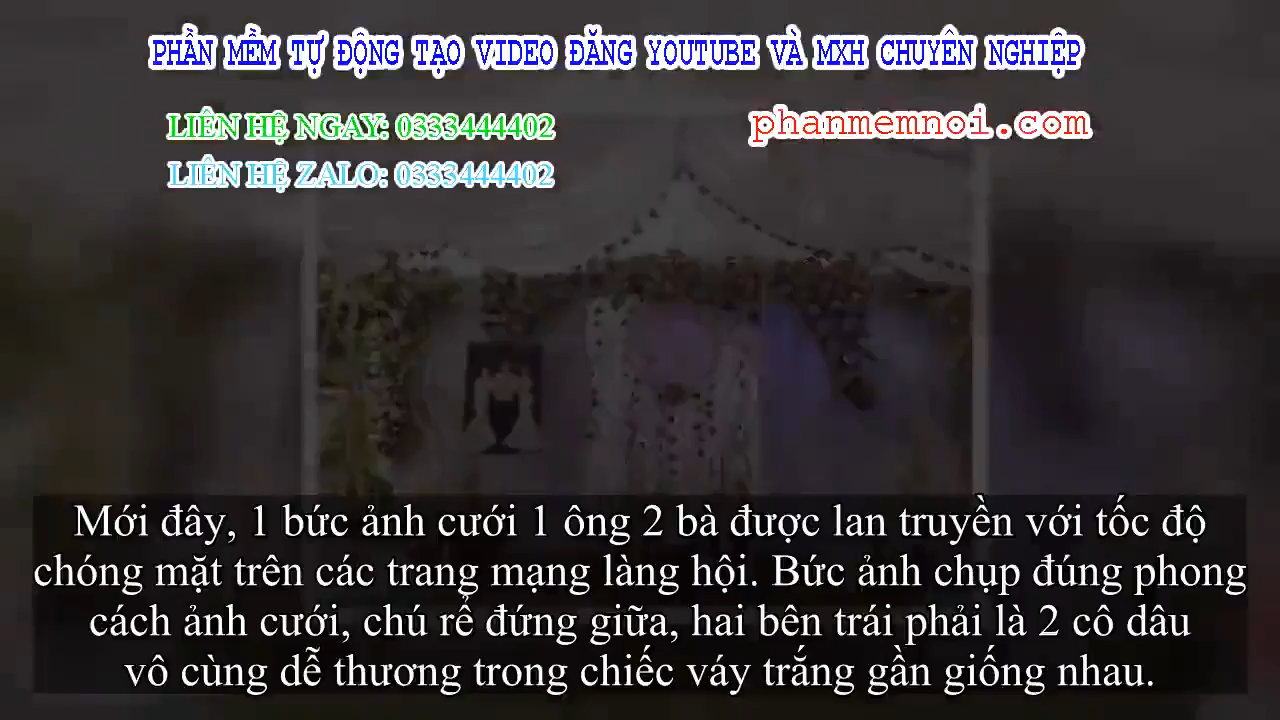 PHẦN MỀM TỰ ĐỘNG TẠO VIDEO ĐĂNG YOUTUBE VÀ MXH CHUYÊN NGHIỆP
LIÊN HỆ NGAY: 0333444402
phanmemnoi.com
LIÊN HỆ ZALO: 0333444402
Mới đây, 1 bức ảnh cưới 1 ông 2 bà được lan truyền với tốc độ
chóng mặt trên các trang mạng làng hội. Bức ảnh chụp đúng phong
cách ảnh cưới, chú rể đứng giữa, hai bên trái phải là 2 cô dâu
vô cùng dễ thương trong chiếc váy trắng gần giống nhau.